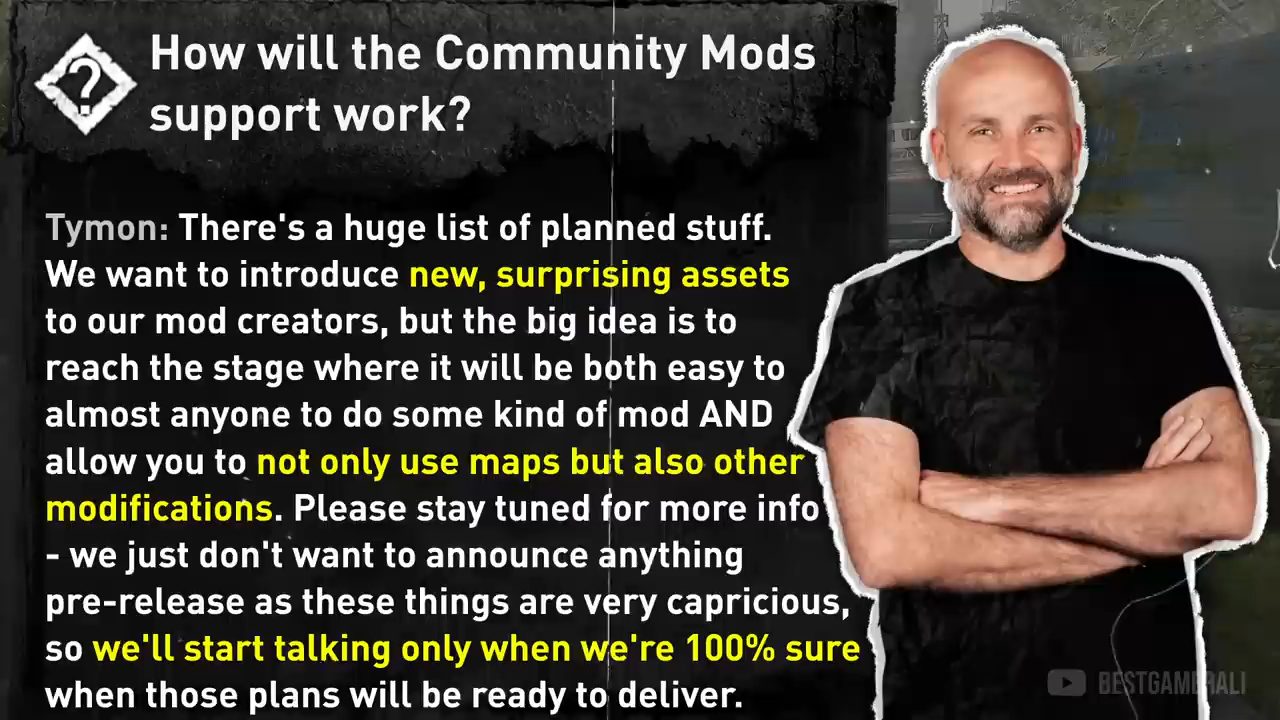 How will the Community Mods
support work?
Tymon: There's a huge list of planned stuff.
We want to introduce new, surprising assets
to our mod creators, but the big idea is to
reach the stage where it will be both easy to
almost anyone to do some kind of mod AND
allow you to not only use maps but also other
modifications. Please stay tuned for more info
- we just don't want to announce anything
pre-release as these things are very capricious,
so we'll start talking only when we're 100% sure
when those plans will be ready to deliver.
BESTGAMERALI